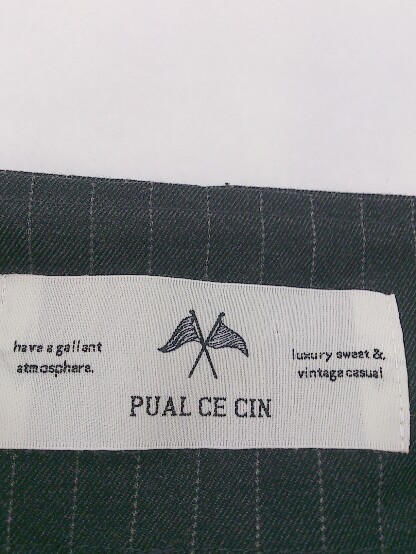 have a gallant
atmosphere.
luxury sweet &
vintage casual
PUAL CE CIN